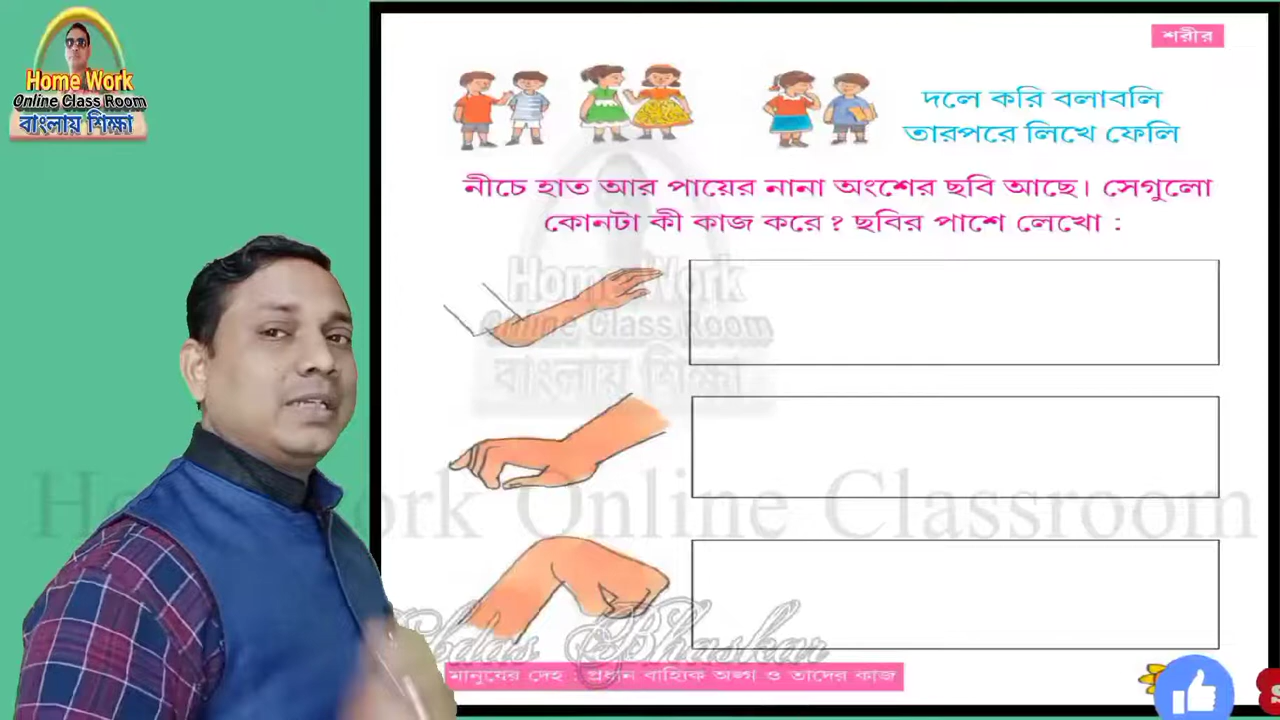 Home Work
Online Class Room
বাংলায় শিক্ষা
শরীর
দলে করি বলাবলি
তারপরে লিখে ফেলি
নীচে হাত আর পায়ের নানা অংশের ছবি আছে। সেগুলো
কোনটা কী কাজ করে ? ছবির পাশে লেখো :
Home Work
Online Class Room
বাংলায় শিক্ষা
Home Work Online Classroom
Bhaskar
মানুষের দেহ : প্রধান বাহ্যিক অঙ্গ ও তাদের কাজ